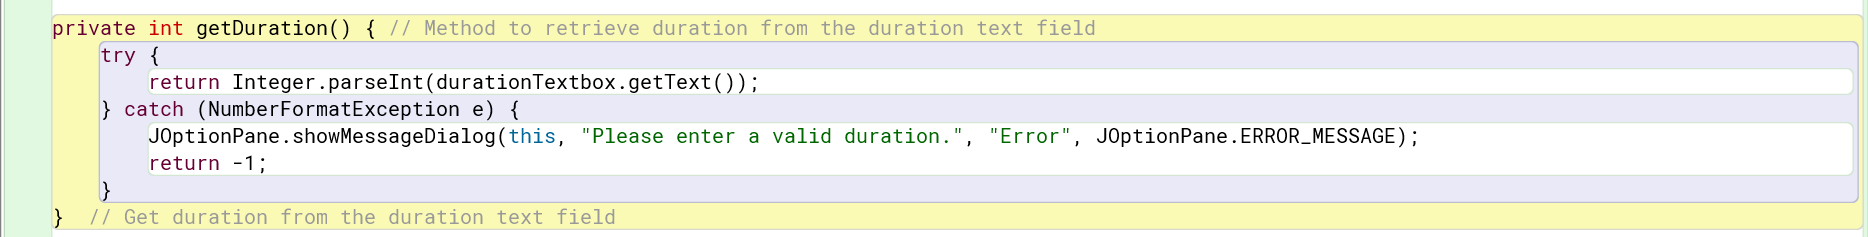 private int getDuration() { // Method to retrieve duration from the duration text field
try {
return Integer.parseInt(durationTextbox.getText());
} catch (NumberFormatException e) {
JOptionPane.showMessageDialog(this, "Please enter a valid duration.", "Error", JOptionPane.ERROR_MESSAGE);
return -1;
}
} // Get duration from the duration text field